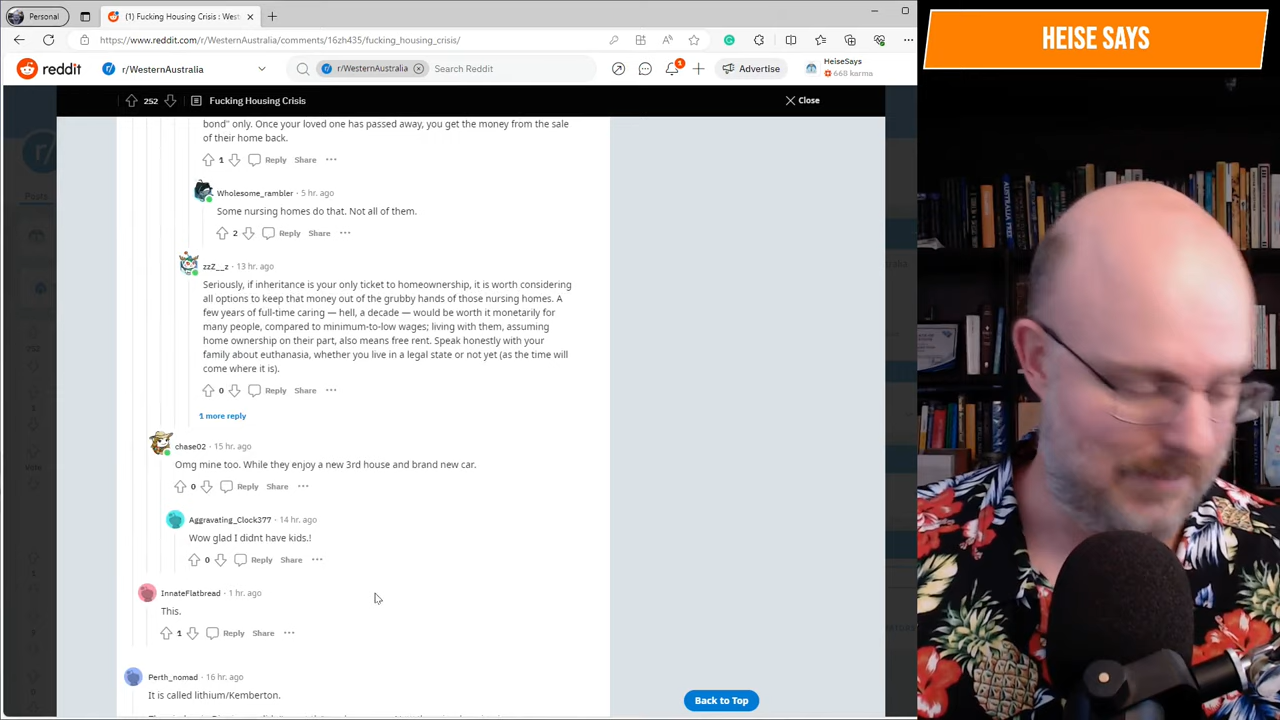 Personal
(1) Fucking Housing Crisis : Wes
https://www.reddit.com/r/WesternAustralia/comments/16zh435/fucking_housing_crisis/
HEISE SAYS
reddit
r/WesternAustralia
r/WesternAustralia
Search Reddit
1
Advertise
HeiseSays
668 karma
252
Fucking Housing Crisis
Close
bond" only. Once your loved one has passed away, you get the money from the sale
of their home back.
1 Reply Share
Wholesome_rambler · 5 hr. ago
Some nursing homes do that. Not all of them.
2 Reply Share
zzZ__z · 13 hr. ago
Seriously, if inheritance is your only ticket to homeownership, it is worth considering
all options to keep that money out of the grubby hands of those nursing homes. A
few years of full-time caring — hell, a decade — would be worth it monetarily for
many people, compared to minimum-to-low wages; living with them, assuming
home ownership on their part, also means free rent. Speak honestly with your
family about euthanasia, whether you live in a legal state or not yet (as the time will
come where it is).
0 Reply Share
1 more reply
chase02 · 15 hr. ago
Omg mine too. While they enjoy a new 3rd house and brand new car.
0 Reply Share
Aggravating_Clock377 · 14 hr. ago
Wow glad I didnt have kids.!
0 Reply Share
InnateFlatbread · 1 hr. ago
This.
1 Reply Share
Perth_nomad · 16 hr. ago
It is called lithium/Kemberton.
Back to Top
Posts
252
Vote